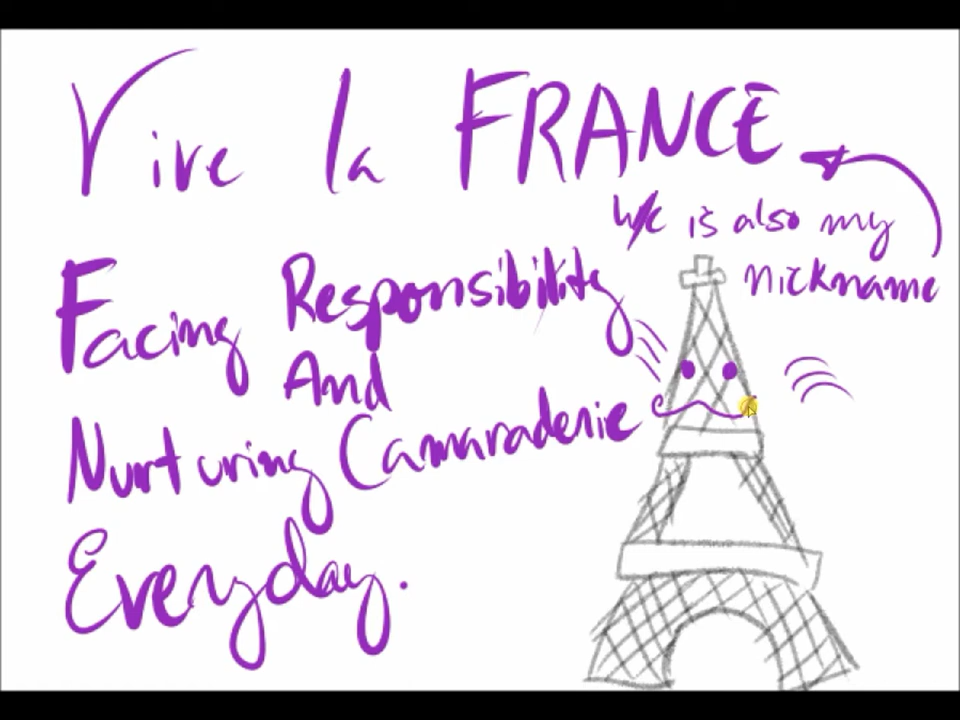 Vive la FRANCE
w/c is also my
nickname
Facing Responsibility
And
Nurturing Camaraderie
Everyday.